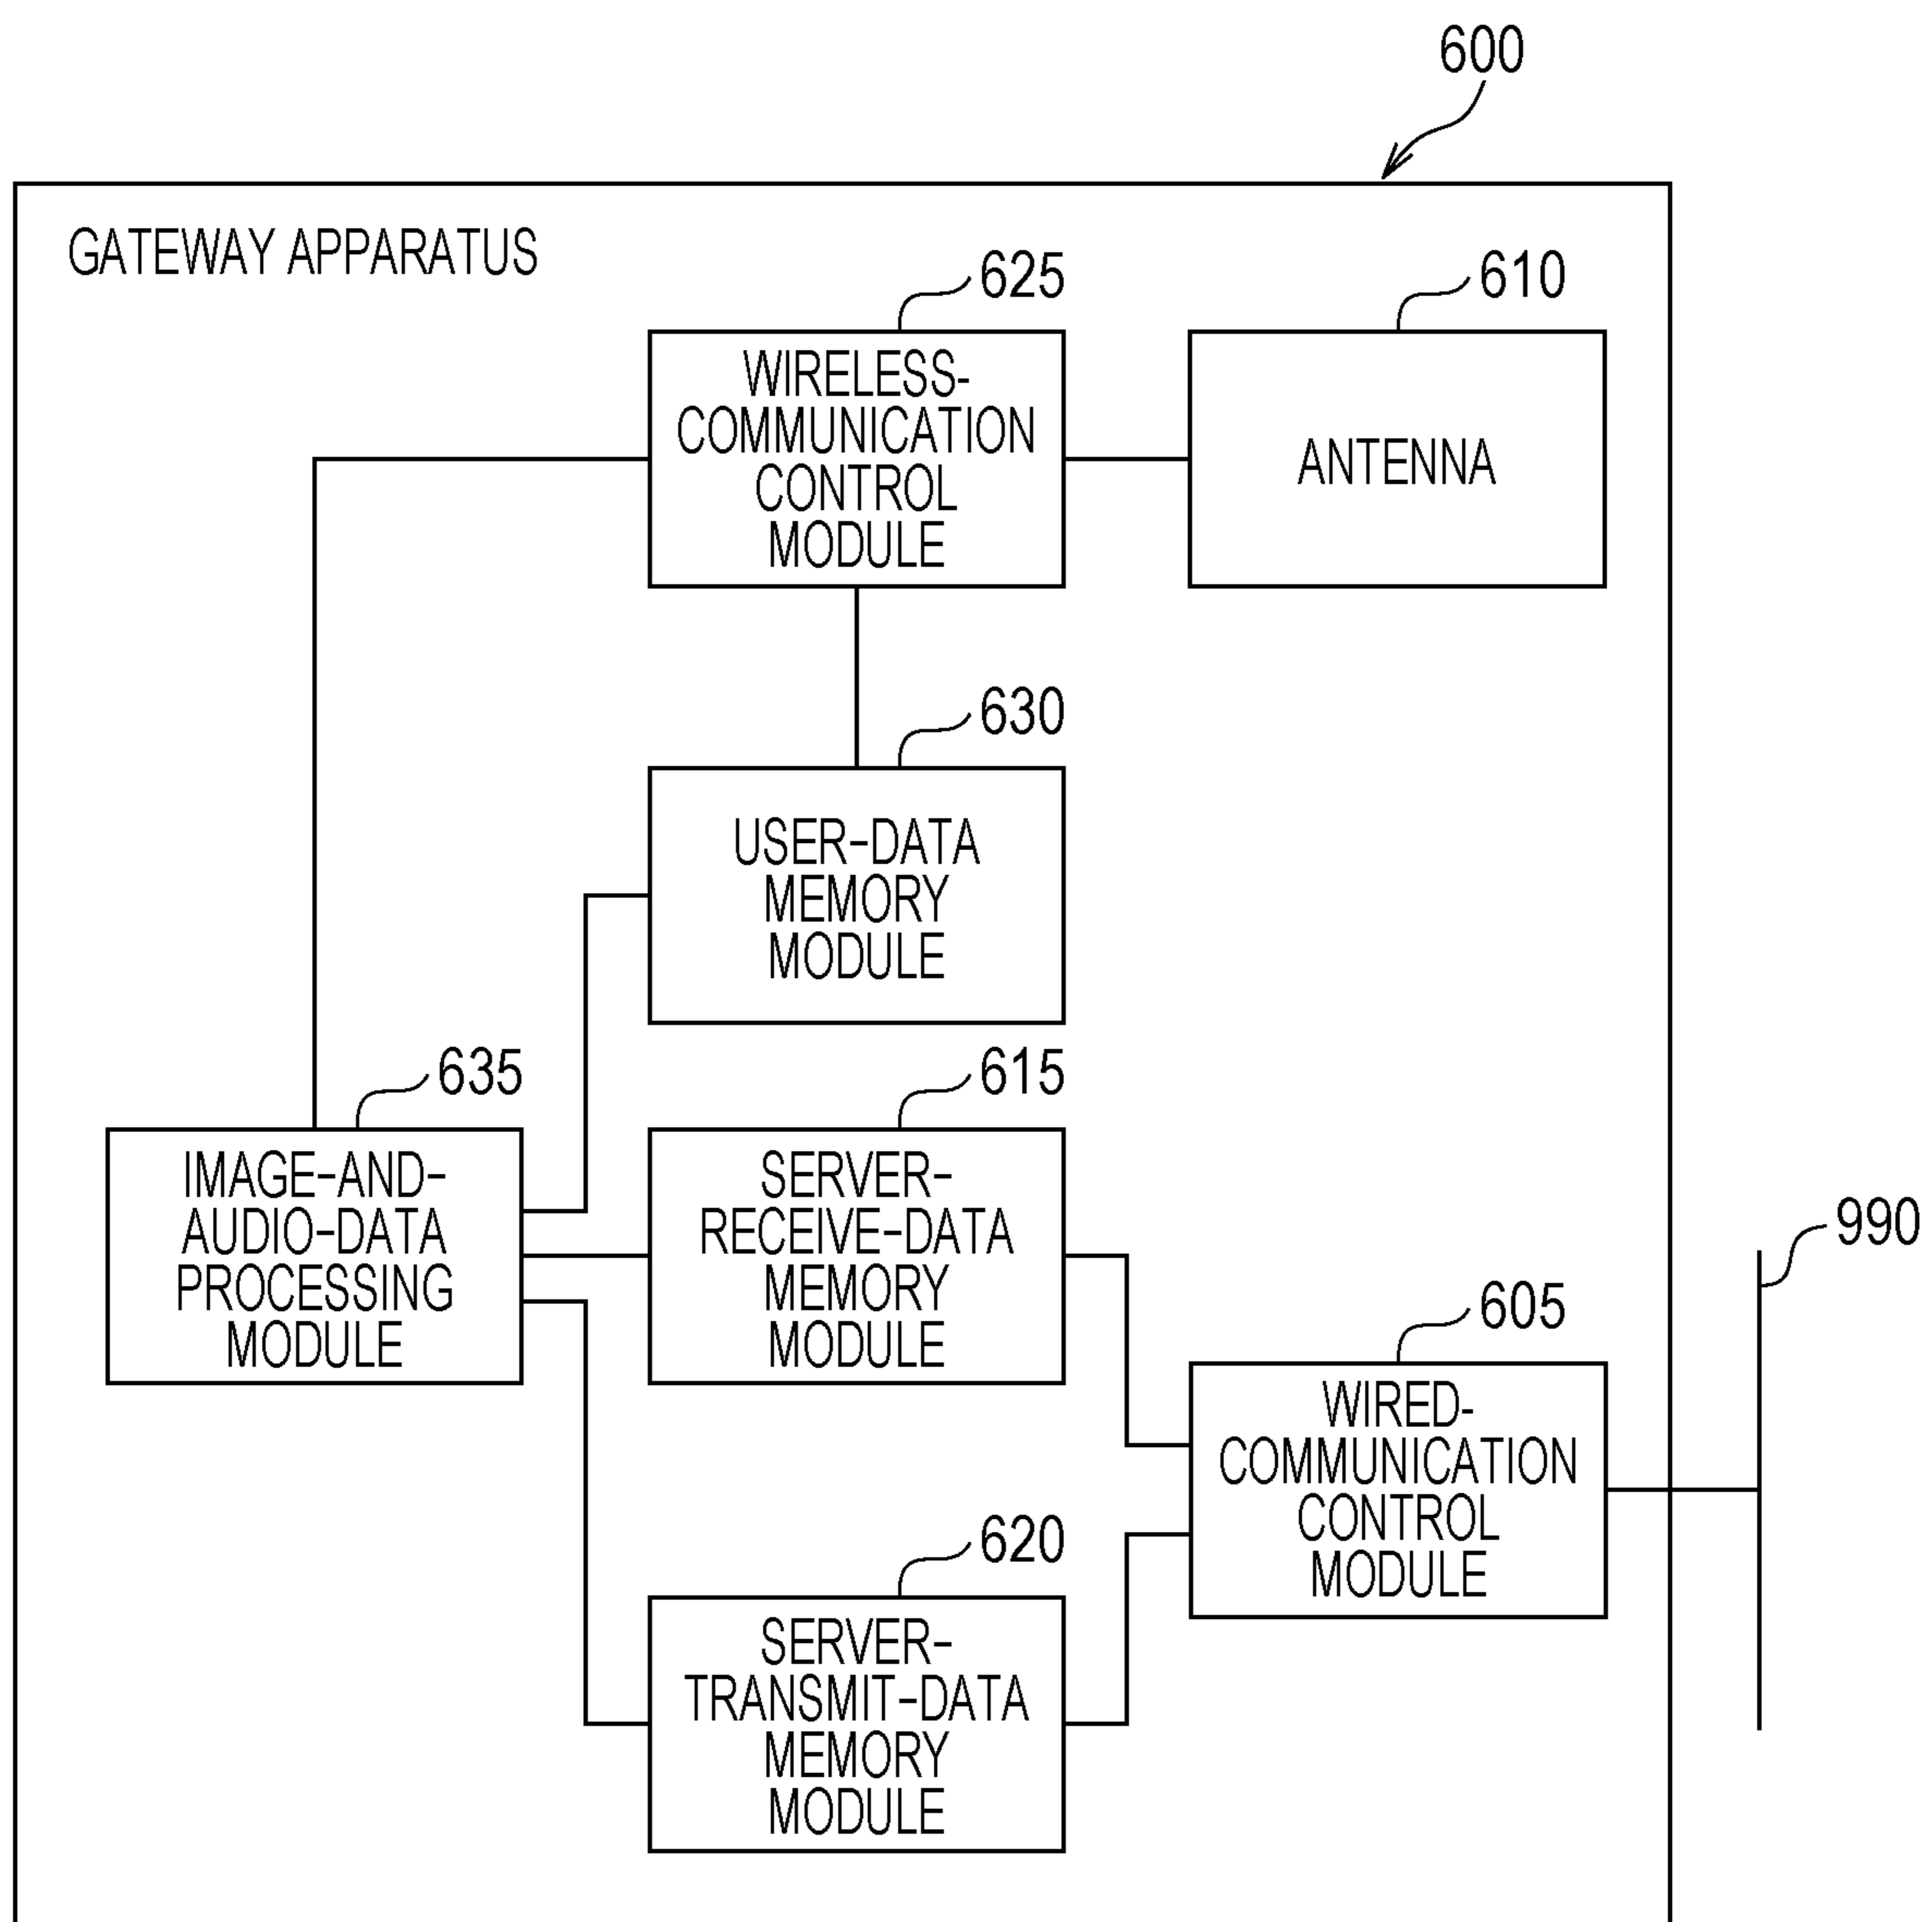 600
GATEWAY APPARATUS
625
610
WIRELESS-
COMMUNICATION
CONTROL
MODULE
ANTENNA
630
USER-DATA
MEMORY
MODULE
635
615
IMAGE-AND-
AUDIO-DATA
PROCESSING
MODULE
SERVER-
RECEIVE-DATA
MEMORY
MODULE
990
605
WIRED-
COMMUNICATION
CONTROL
MODULE
620
SERVER-
TRANSMIT-DATA
MEMORY
MODULE